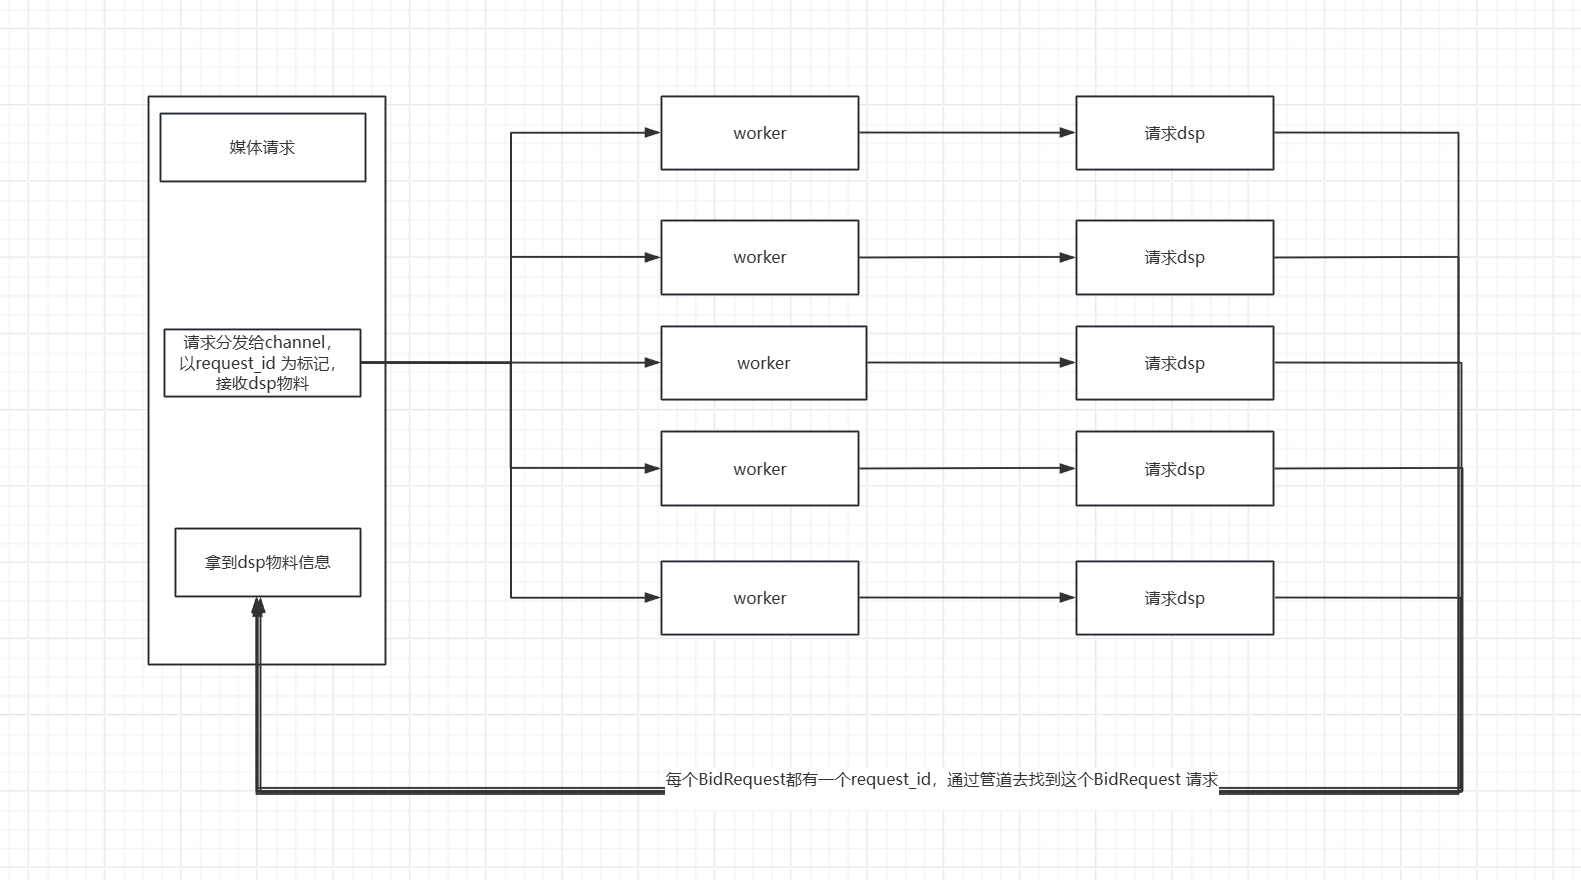 媒体请求
worker
请求dsp
worker
请求dsp
请求分发给channel，
以request_id 为标记，
接收dsp物料
worker
请求dsp
worker
请求dsp
拿到dsp物料信息
worker
请求dsp
每个BidRequest都有一个request_id，通过管道去找到这个BidRequest 请求